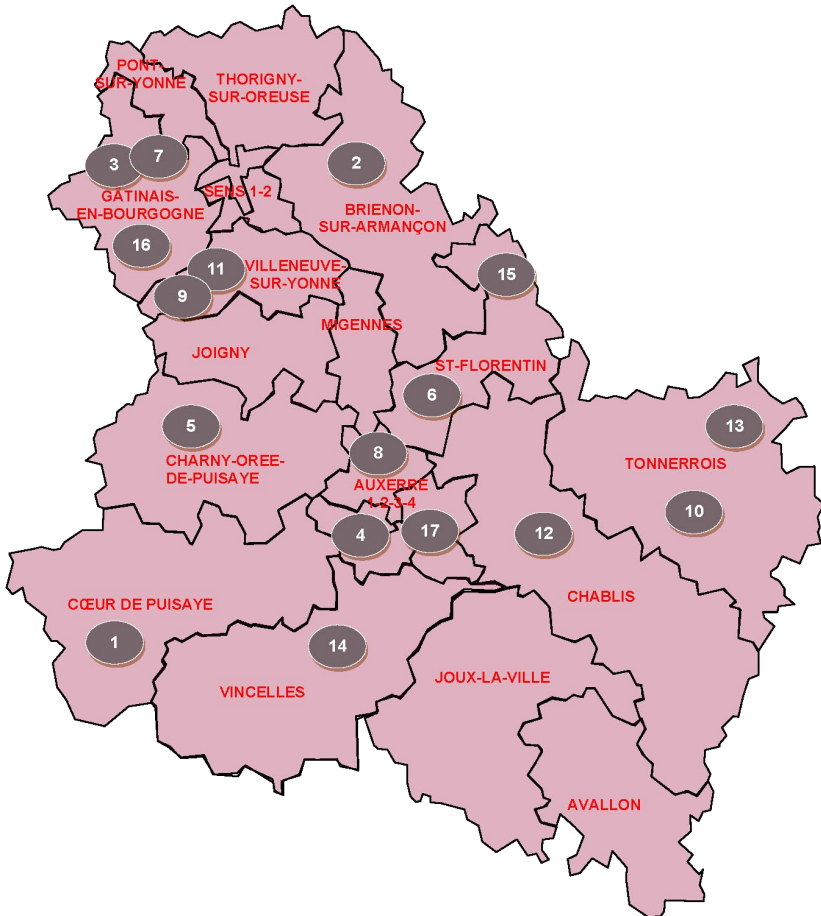 PONT-
SUR-YONNE
THORIGNY-
SUR-OREUSE
3
7
2
GÂTINAIS-
EN-BOURGOGNE
SENS 1-2
BRIENON-
SUR-ARMANÇON
16
11
VILLENEUVE-
SUR-YONNE
15
9
MIGENNES
JOIGNY
ST-FLORENTIN
6
5
13
8
CHARNY-OREE-
DE-PUISAYE
TONNERROIS
AUXERRE
1-2-3-4
10
4
17
12
CŒUR DE PUISAYE
CHABLIS
1
14
JOUX-LA-VILLE
VINCELLES
AVALLON